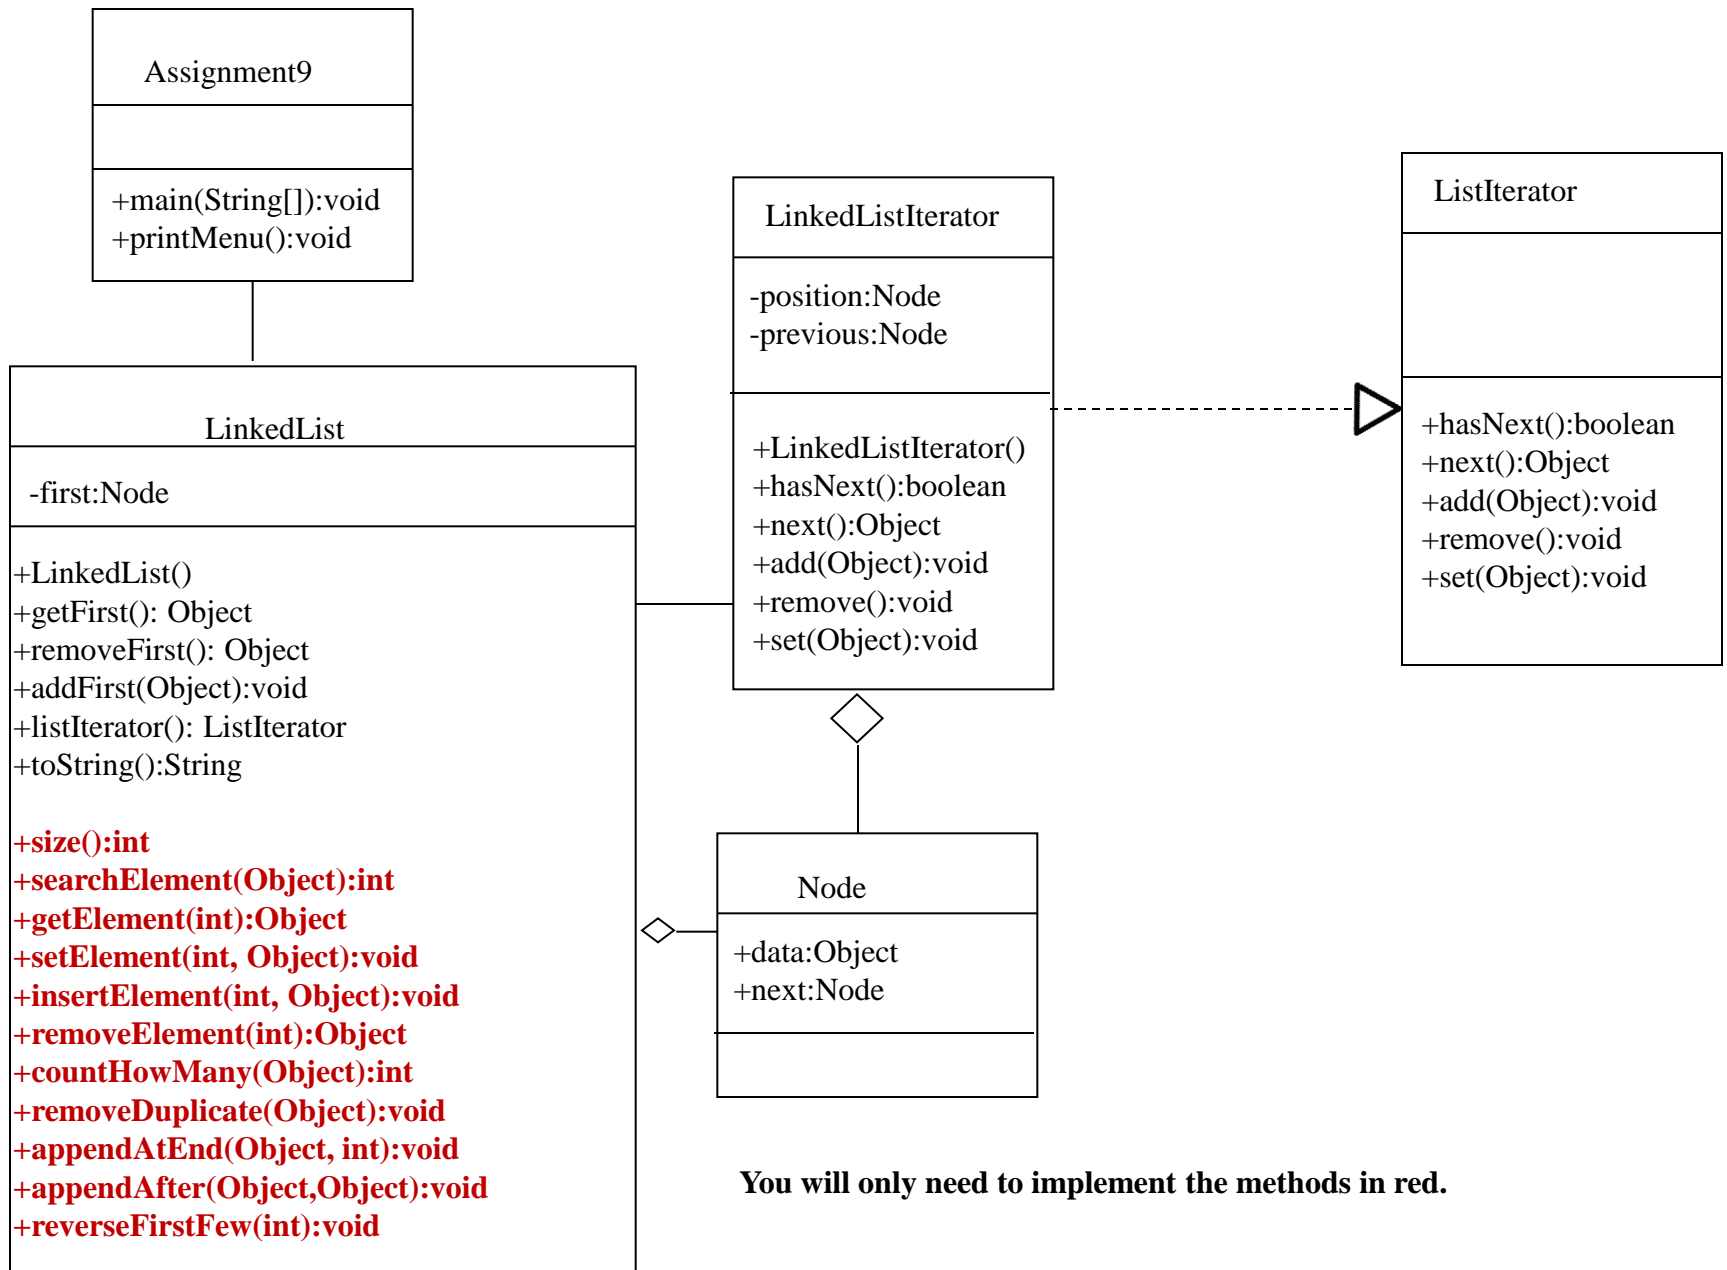 Assignment9
+main(String[]):void
+printMenu():void
LinkedList
-first:Node
+LinkedList()
+getFirst(): Object
+removeFirst(): Object
+addFirst(Object):void
+listIterator(): ListIterator
+toString():String
+size():int
+searchElement(Object):int
+getElement(int):Object
+setElement(int, Object):void
+insertElement(int, Object):void
+removeElement(int):Object
+countHowMany(Object):int
+removeDuplicate(Object):void
+appendAtEnd(Object, int):void
+appendAfter(Object,Object):void
+reverseFirstFew(int):void
LinkedListIterator
-position:Node
-previous:Node
+LinkedListIterator()
+hasNext():boolean
+next():Object
+add(Object):void
+remove():void
+set(Object):void
Node
+data:Object
+next:Node
ListIterator
+hasNext():boolean
+next():Object
+add(Object):void
+remove():void
+set(Object):void
You will only need to implement the methods in red.